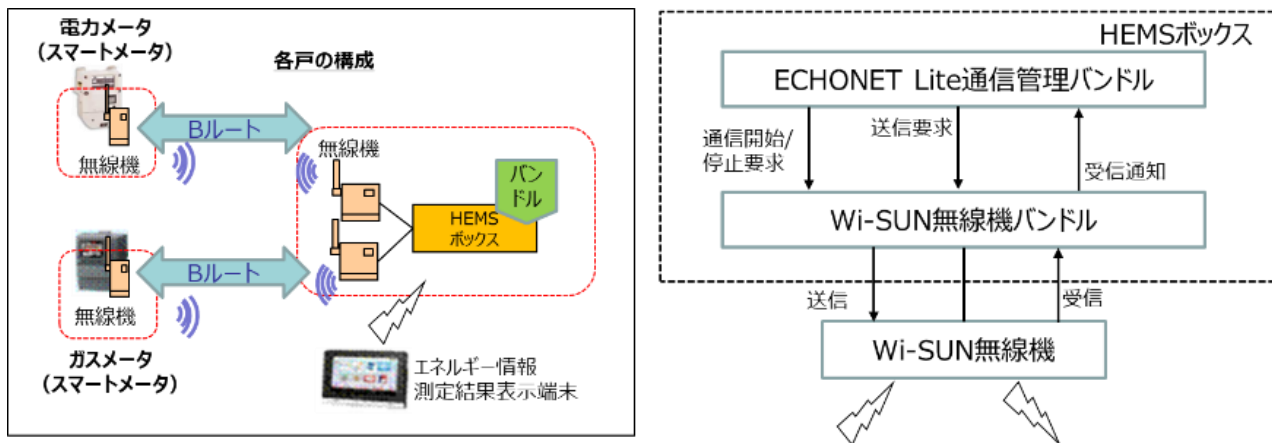 電力メータ
（スマートメータ）
各戸の構成
Bルート
無線機
無線機
バン
ドル
HEMS
ボックス
Bルート
無線機
ガスメータ
（スマートメータ）
エネルギー情報
測定結果表示端末
HEMSボックス
ECHONET Lite通信管理バンドル
通信開始/
停止要求
送信要求
受信通知
Wi-SUN無線機バンドル
送信
受信
Wi-SUN無線機